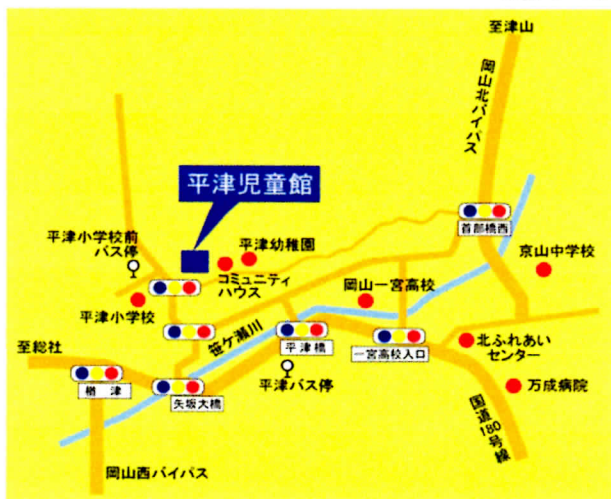 至津山
岡山北バイパス
平津児童館
首部橋西
平津小学校前
バス停
平津幼稚園
コミュニティ
ハウス
京山中学校
岡山一宮高校
平津小学校
笹ケ瀬川
至総社
平津橋
一宮高校入口
北ふれあい
センター
平津バス停
楢津
矢坂大橋
万成病院
国道180号線
岡山西バイパス